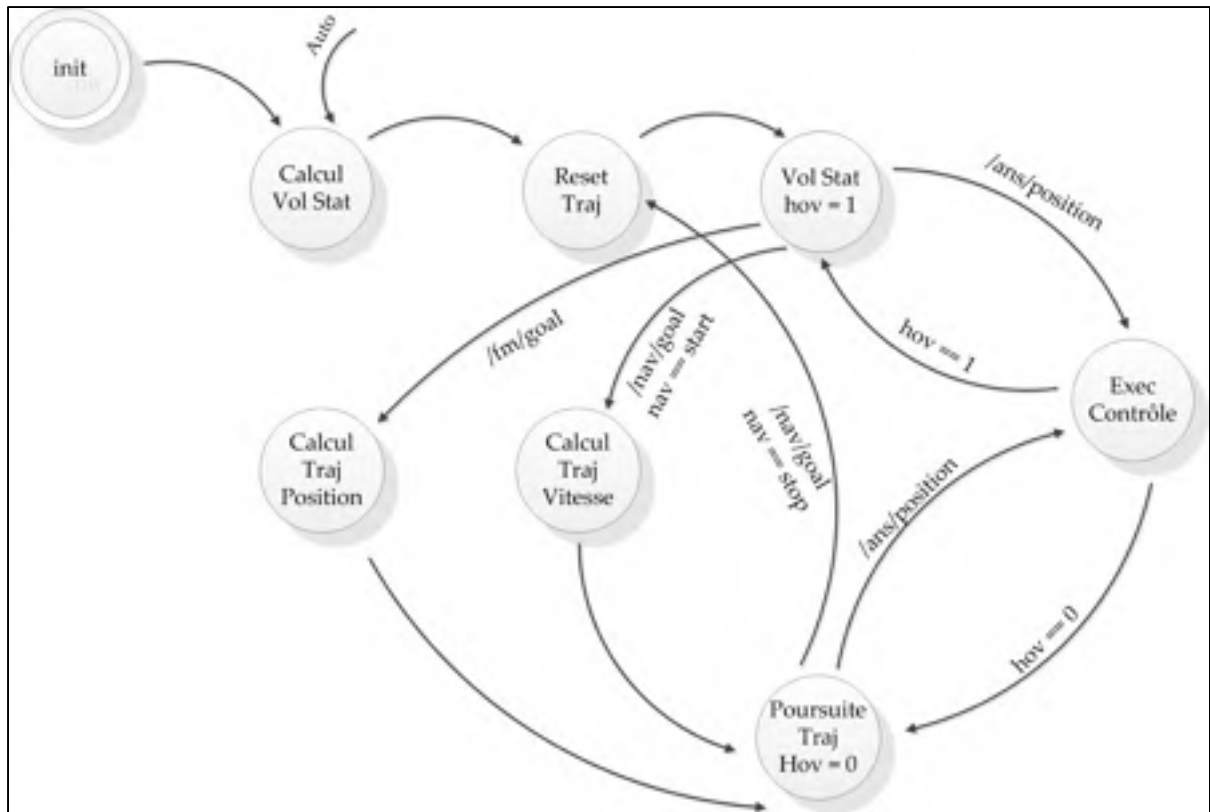 init
Auto
Calcul
Vol Stat
Reset
Traj
Vol Stat
hov = 1
/ans/position
/fm/goal
/nav/goal
nav == start
/nav/goal
nav == stop
hov == 1
Exec
Contrôle
Calcul
Traj
Position
Calcul
Traj
Vitesse
/ans/position
hov == 0
Poursuite
Traj
Hov = 0